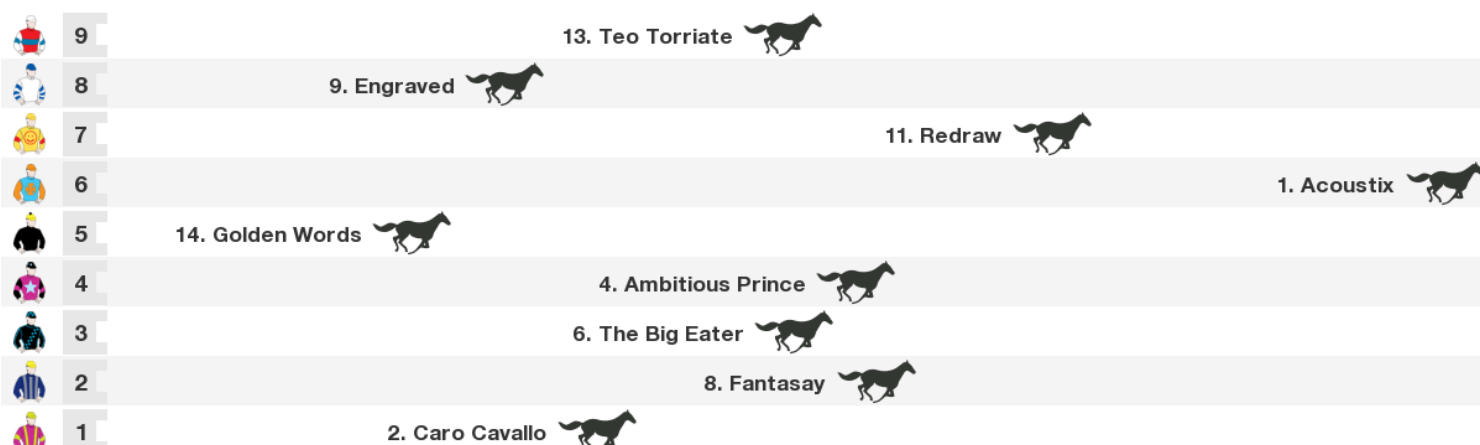 9 13. Teo Torriate
8 9. Engraved
7 11. Redraw
6 1. Acoustix
5 14. Golden Words
4 4. Ambitious Prince
3 6. The Big Eater
2 8. Fantasay
1 2. Caro Cavallo